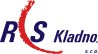 RCS Kladno,
s.r.o.